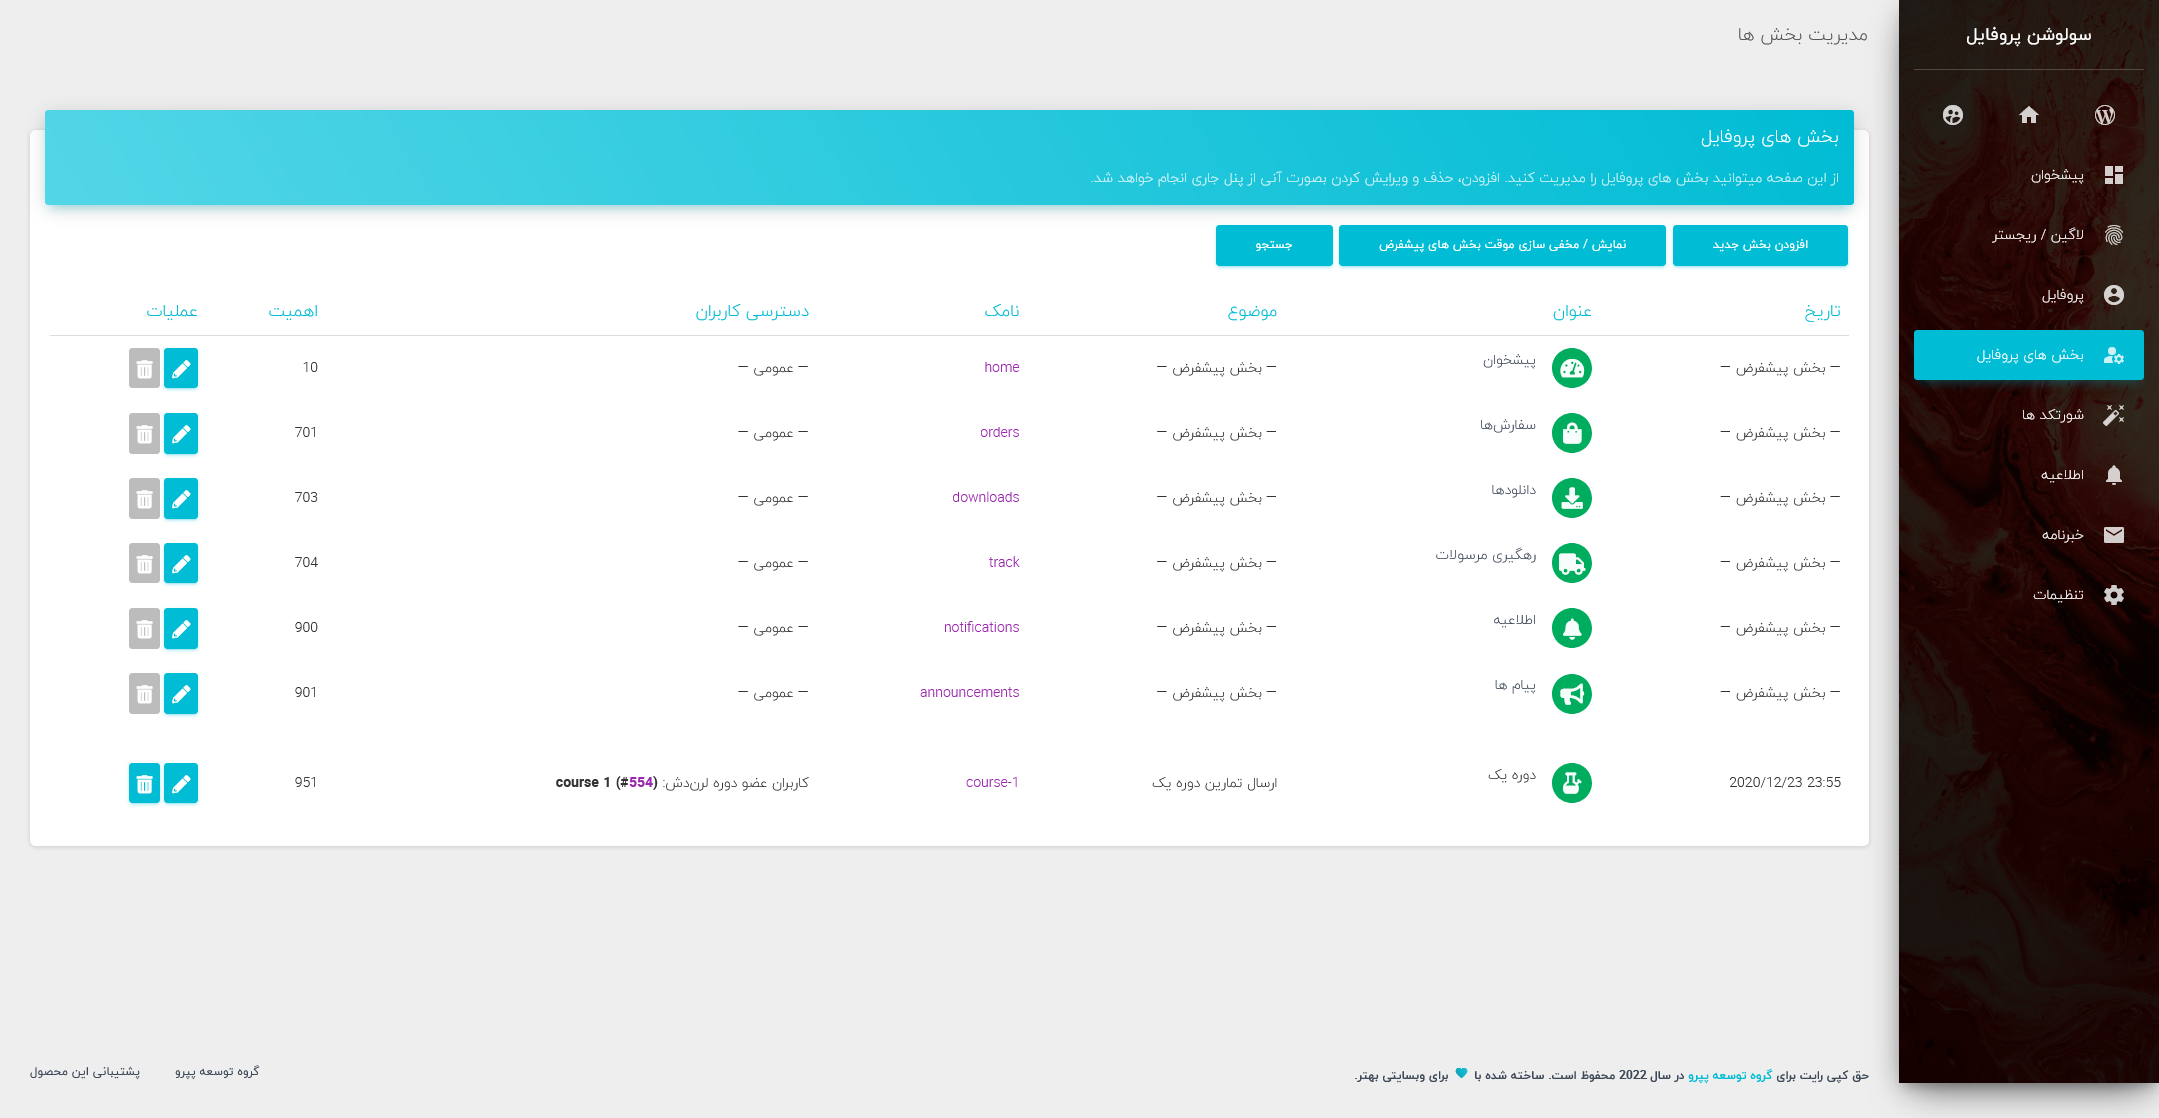 سولوشن پروفایل
پیشخوان
لاگین / ریجستر
پروفایل
بخش های پروفایل
شورتکد ها
اطلاعیه
خبرنامه
تنظیمات
مدیریت بخش ها
بخش های پروفایل
از این صفحه میتوانید بخش های پروفایل را مدیریت کنید. افزودن، حذف و ویرایش کردن بصورت آنی از پنل جاری انجام خواهد شد.
افزودن بخش جدید نمایش / مخفی سازی موقت بخش های پیشفرض جستجو
تاریخ عنوان موضوع نامک دسترسی کاربران اهمیت عملیات
— بخش پیشفرض — پیشخوان — بخش پیشفرض — home — عمومی — 10
— بخش پیشفرض — سفارش‌ها — بخش پیشفرض — orders — عمومی — 701
— بخش پیشفرض — دانلودها — بخش پیشفرض — downloads — عمومی — 703
— بخش پیشفرض — رهگیری مرسولات — بخش پیشفرض — track — عمومی — 704
— بخش پیشفرض — اطلاعیه — بخش پیشفرض — notifications — عمومی — 900
— بخش پیشفرض — پیام ها — بخش پیشفرض — announcements — عمومی — 901
2020/12/23 23:55 دوره یک ارسال تمارین دوره یک course-1 کاربران عضو دوره لرن‌دش: course 1 (#554) 951
حق کپی رایت برای گروه توسعه پپرو در سال 2022 محفوظ است. ساخته شده با ♥ برای وبسایتی بهتر.
گروه توسعه پپرو پشتیبانی این محصول